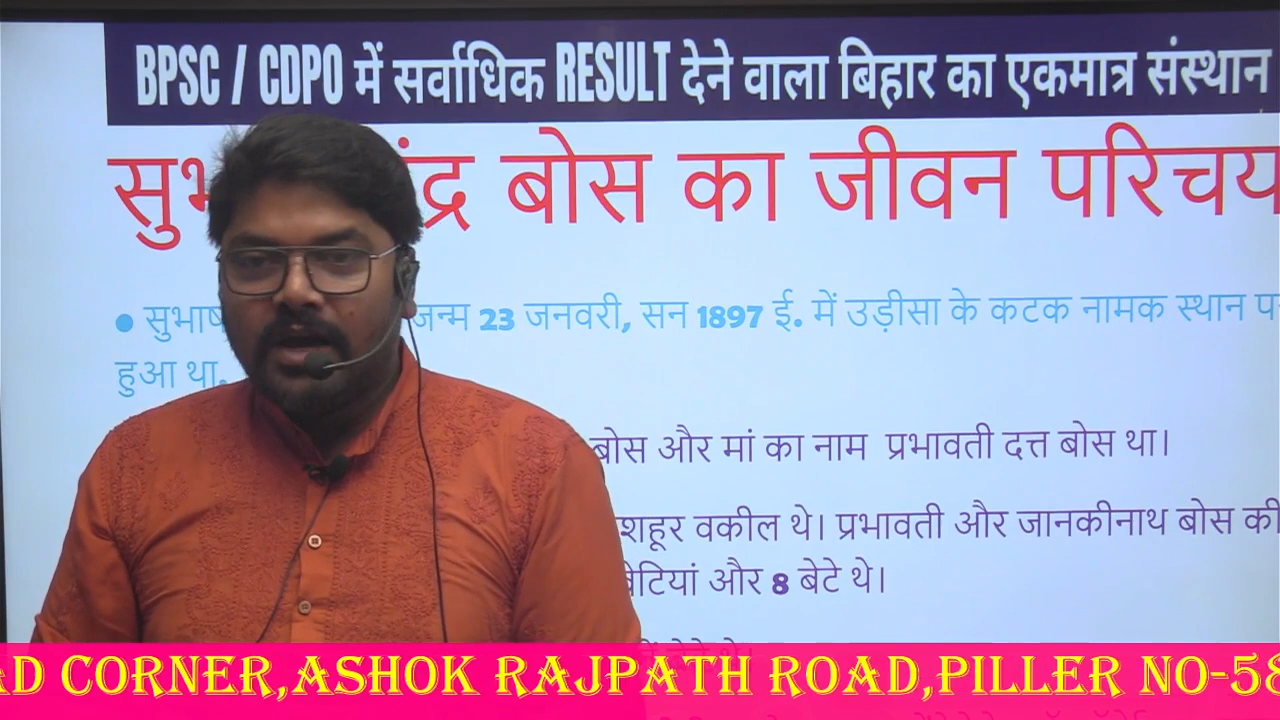 BPSC / CDPO में सर्वाधिक RESULT देने वाला बिहार का एकमात्र संस्थान
बोस का जीवन परिचय
जन्म 23 जनवरी, सन 1897 ई. में उड़ीसा के कटक नामक स्थान
हुआ था.
बोस और मां का नाम प्रभावती दत्त बोस था।
वकील थे। प्रभावती और जानकीनाथ बोस की
और 8 बेटे थे।
CORNER,ASHOK RAJPATH ROAD,PILLER NO-58